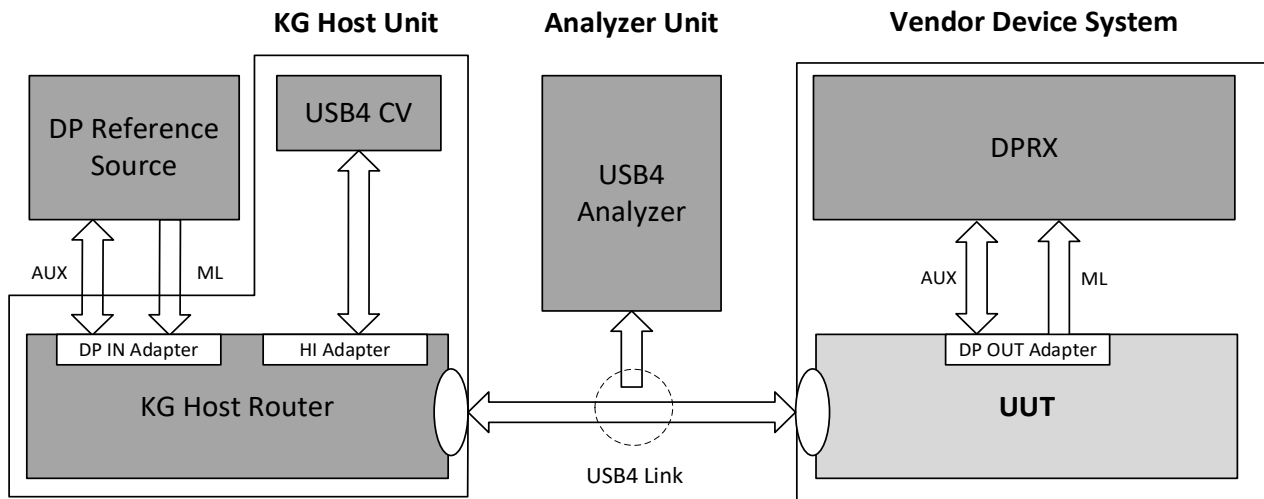 KG Host Unit
Analyzer Unit
Vendor Device System
DP Reference
Source
USB4 CV
USB4
Analyzer
DPRX
AUX
ML
AUX
ML
DP IN Adapter
HI Adapter
DP OUT Adapter
KG Host Router
UUT
USB4 Link